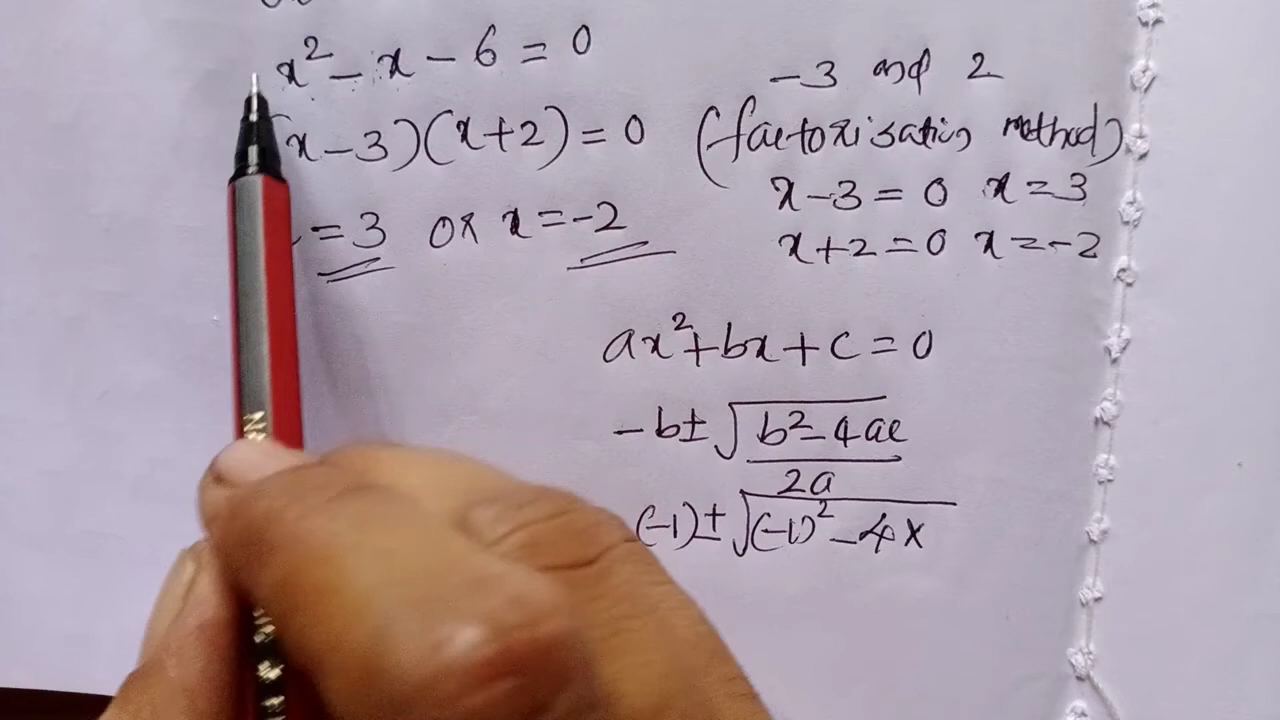 x² - x - 6 = 0
-3 and 2
(x-3)(x+2) = 0 (factorisation method)
x-3 = 0 x = 3
= 3 or x = -2
x+2 = 0 x = -2
ax²+bx+c = 0
-b±√b²-4ac
2a
(-1)±√(-1)²-4x